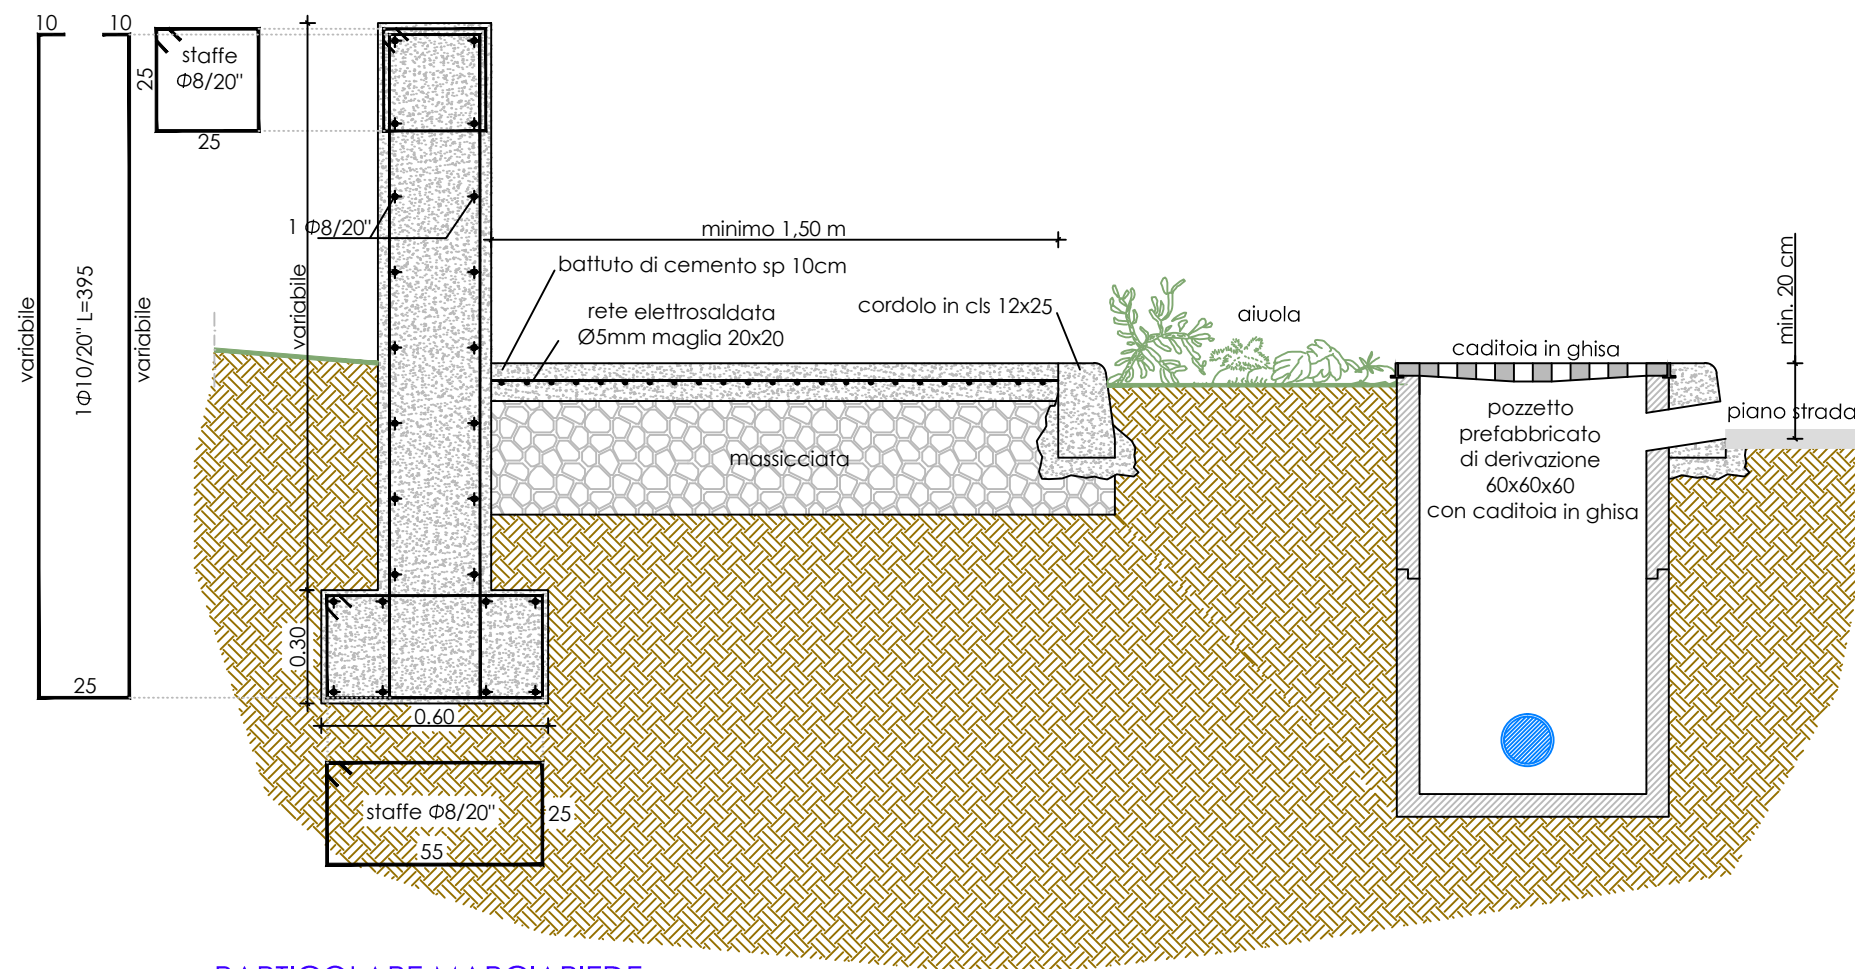 10
10
staffe
Φ8/20"
25
25
variabile
1Φ10/20" L=395
variabile
25
variabile
1 Φ8/20"
0.30
0.60
staffe Φ8/20"
25
55
minimo 1,50 m
battuto di cemento sp 10cm
rete elettrosaldata
Ø5mm maglia 20x20
cordolo in cls 12x25
massicciata
aiuola
caditoia in ghisa
pozzetto
prefabbricato
di derivazione
60x60x60
con caditoia in ghisa
min. 20 cm
piano strada
PARTICOLARE MARCIAPIEDE